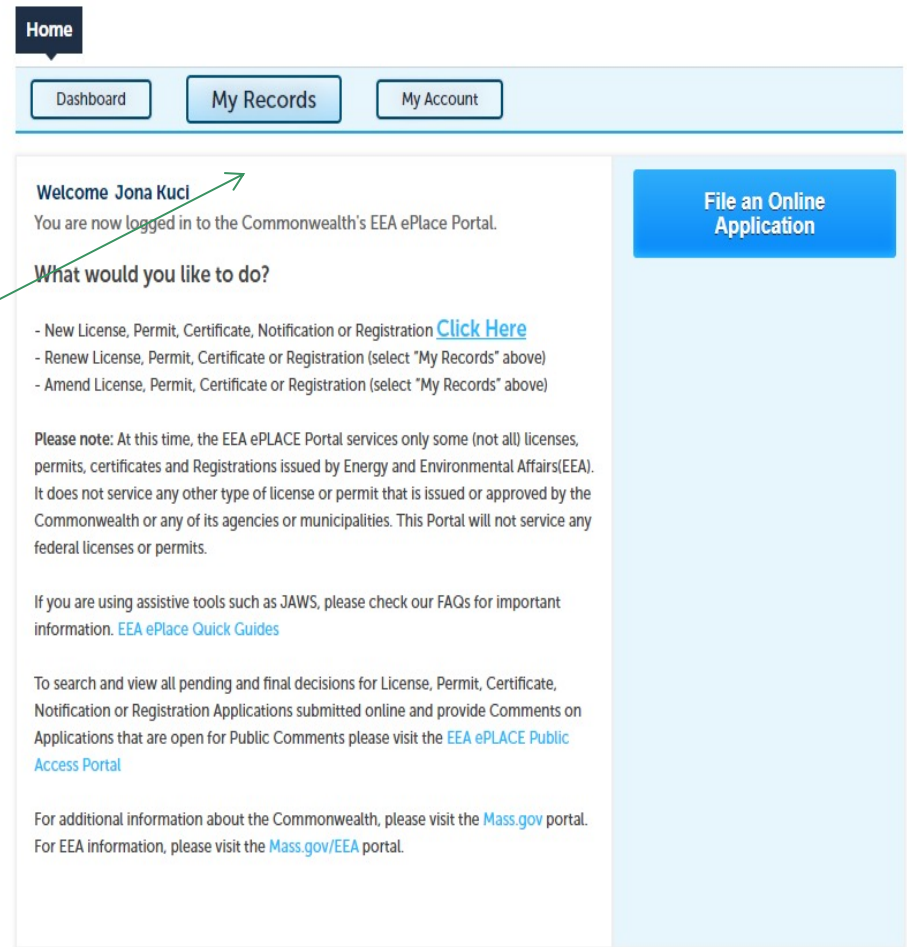 Home
Dashboard My Records My Account
Welcome Jona Kuci
You are now logged in to the Commonwealth's EEA ePlace Portal.
What would you like to do?
- New License, Permit, Certificate, Notification or Registration Click Here
- Renew License, Permit, Certificate or Registration (select "My Records" above)
- Amend License, Permit, Certificate or Registration (select "My Records" above)
Please note: At this time, the EEA ePLACE Portal services only some (not all) licenses,
permits, certificates and Registrations issued by Energy and Environmental Affairs(EEA).
It does not service any other type of license or permit that is issued or approved by the
Commonwealth or any of its agencies or municipalities. This Portal will not service any
federal licenses or permits.
If you are using assistive tools such as JAWS, please check our FAQs for important
information. EEA ePlace Quick Guides
To search and view all pending and final decisions for License, Permit, Certificate,
Notification or Registration Applications submitted online and provide Comments on
Applications that are open for Public Comments please visit the EEA ePLACE Public
Access Portal
For additional information about the Commonwealth, please visit the Mass.gov portal.
For EEA information, please visit the Mass.gov/EEA portal.
File an Online
Application